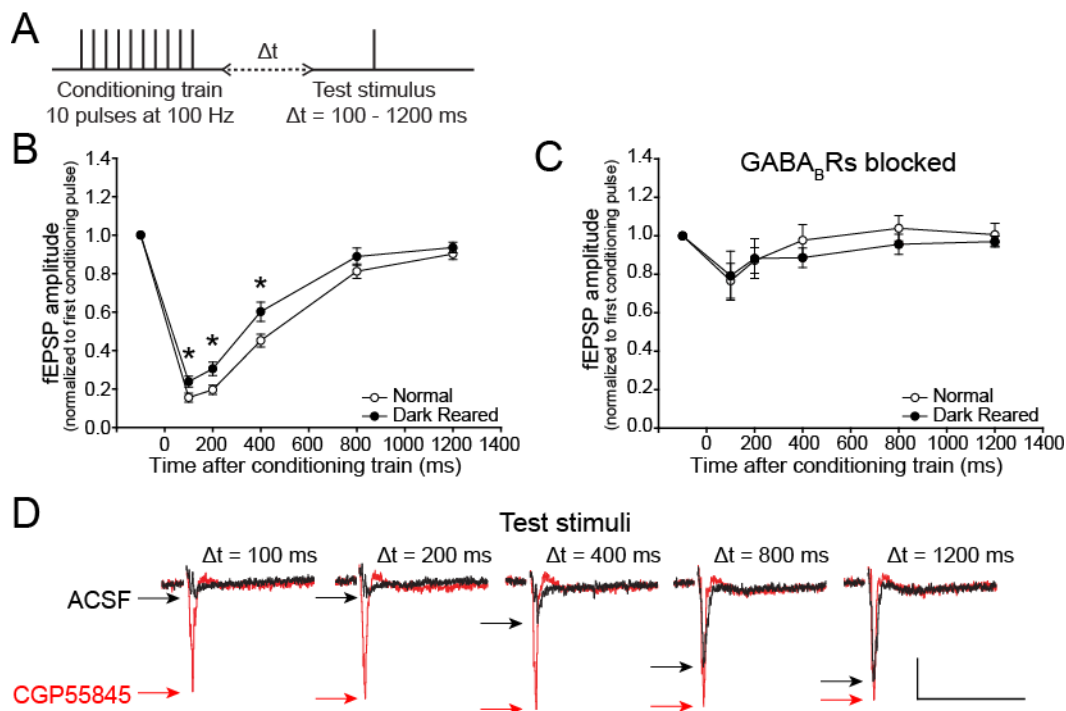 A
Δt
Conditioning train
10 pulses at 100 Hz
Test stimulus
Δt = 100 - 1200 ms
B
fEPSP amplitude
(normalized to first conditioning pulse)
1.4
1.2
1.0
0.8
0.6
0.4
0.2
0.0
*
*
*
Normal
Dark Reared
0 200 400 600 800 1000 1200 1400
Time after conditioning train (ms)
C
GABABRs blocked
fEPSP amplitude
(normalized to first conditioning pulse)
1.4
1.2
1.0
0.8
0.6
0.4
0.2
0.0
Normal
Dark Reared
0 200 400 600 800 1000 1200 1400
Time after conditioning train (ms)
D
Test stimuli
Δt = 100 ms
Δt = 200 ms
Δt = 400 ms
Δt = 800 ms
Δt = 1200 ms
ACSF
CGP55845